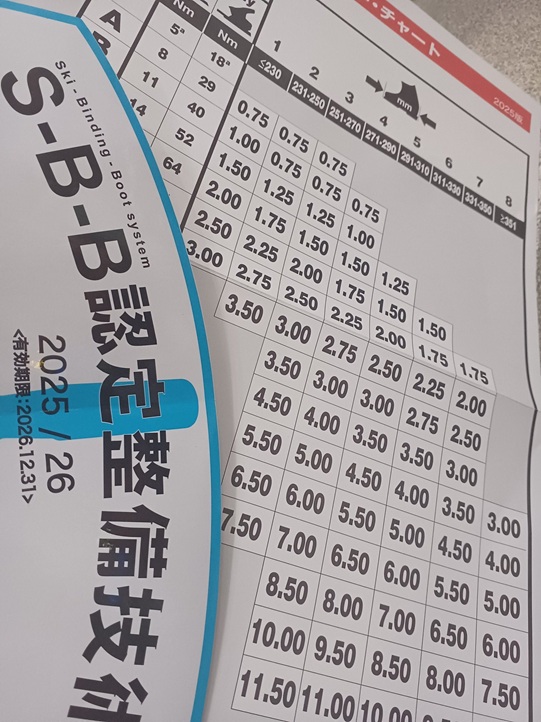 Ski - Binding - Boot system
S-B-B認定整備技術
2025 / 26
<有効期限:2026.12.31>
チャート
2025版
mm
1 2 3 4 5 6 7 8
Nm Nm ≤230 231-250 251-270 271-290 291-310 311-330 331-350 ≥351
A 5ª 18ª 0.75 0.75 0.75
8 29 1.00 0.75 0.75 0.75
11 40 1.50 1.25 1.25 1.00
14 52 2.00 1.75 1.50 1.50 1.25
64 2.50 2.25 2.00 1.75 1.50 1.50
3.00 2.75 2.50 2.25 2.00 1.75 1.75
3.50 3.00 2.75 2.50 2.25 2.00
3.50 3.00 3.00 2.75 2.50
4.50 4.00 3.50 3.50 3.00
5.50 5.00 4.50 4.00 3.50 3.00
6.50 6.00 5.50 5.00 4.50 4.00
7.50 7.00 6.50 6.00 5.50 5.00
8.50 8.00 7.00 6.50 6.00
10.00 9.50 8.50 8.00 7.50
11.50 11.00 10.00